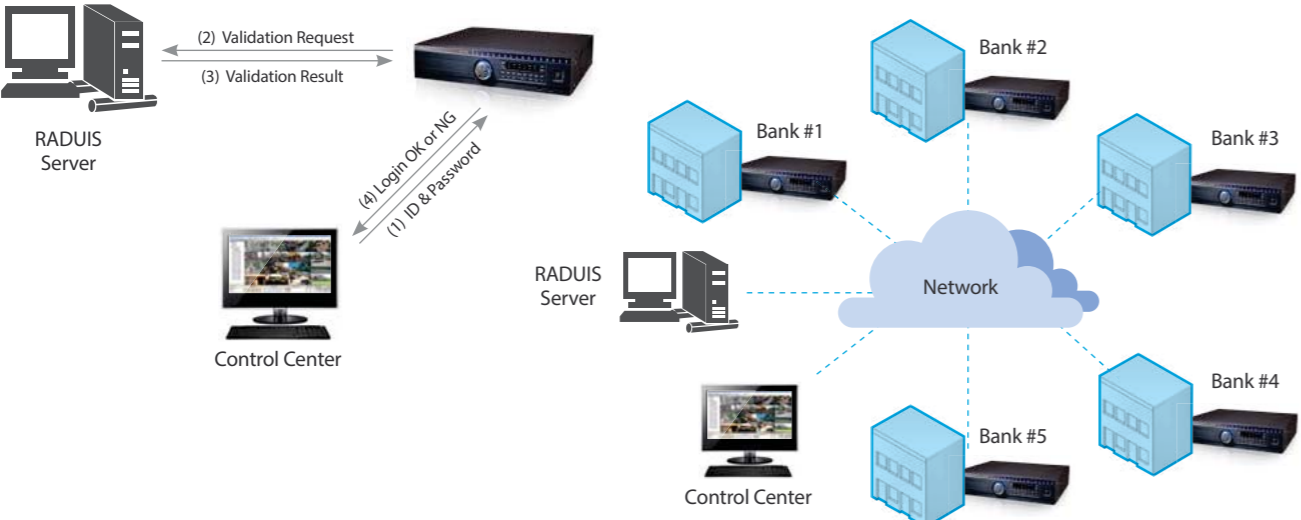 (2) Validation Request
(3) Validation Result
RADUIS
Server
(4) Login OK or NG
(1) ID & Password
Control Center
Bank #2
Bank #1
Bank #3
RADUIS
Server
Network
Bank #4
Bank #5
Control Center